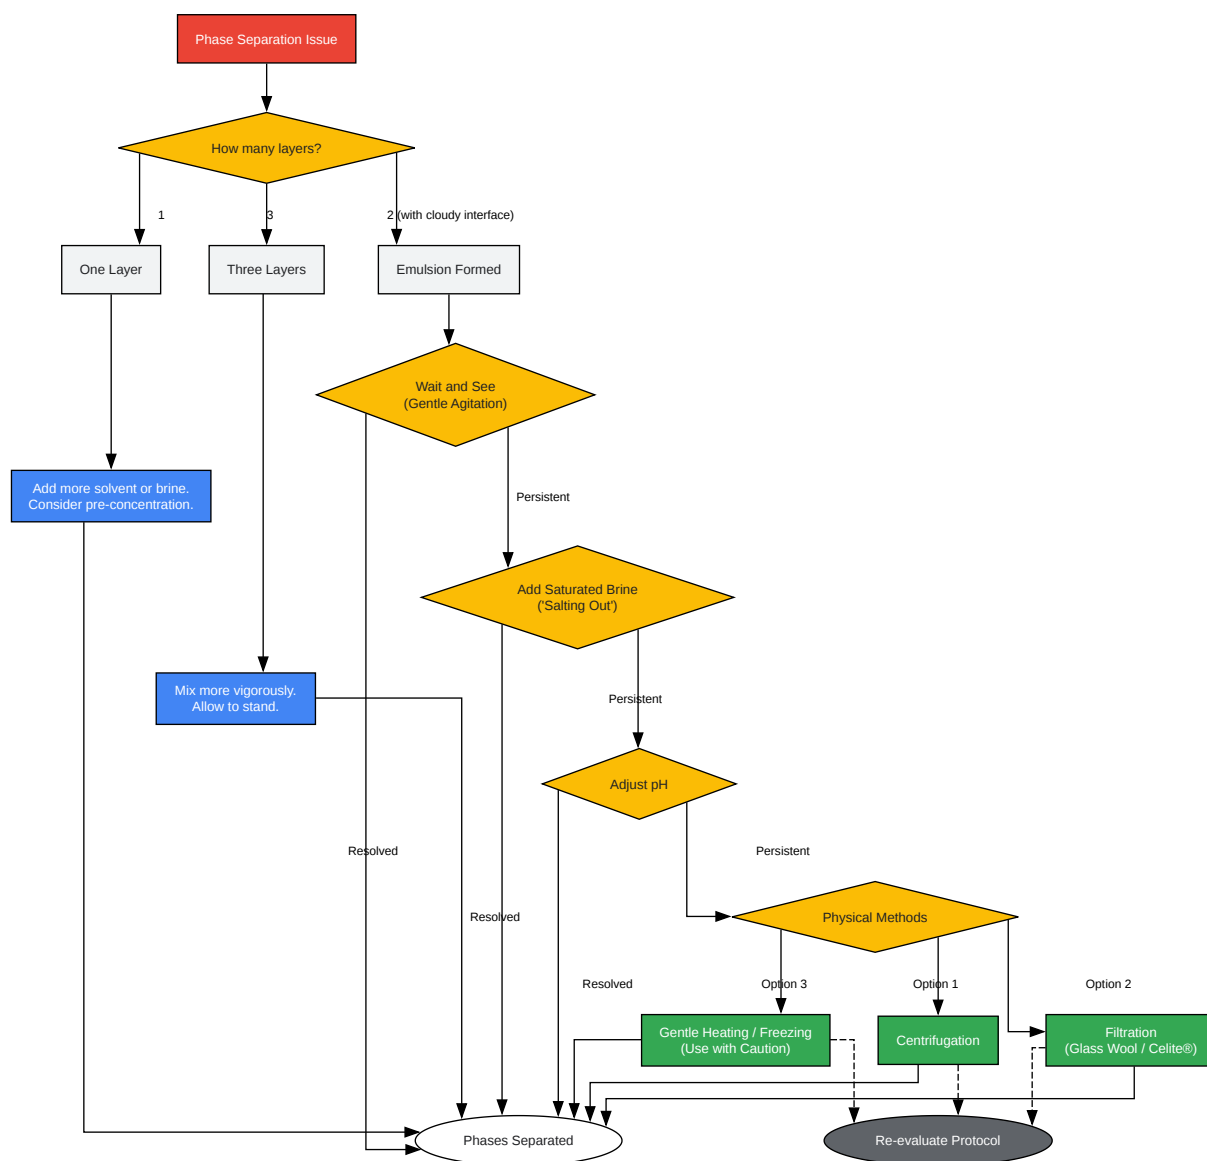 Phase Separation Issue
How many layers?
1
3
2 (with cloudy interface)
One Layer
Three Layers
Emulsion Formed
Wait and See
(Gentle Agitation)
Add more solvent or brine.
Consider pre-concentration.
Persistent
Add Saturated Brine
('Salting Out')
Mix more vigorously.
Allow to stand.
Persistent
Adjust pH
Resolved
Persistent
Resolved
Physical Methods
Resolved
Option 3
Option 1
Option 2
Gentle Heating / Freezing
(Use with Caution)
Centrifugation
Filtration
(Glass Wool / Celite®)
Phases Separated
Re-evaluate Protocol